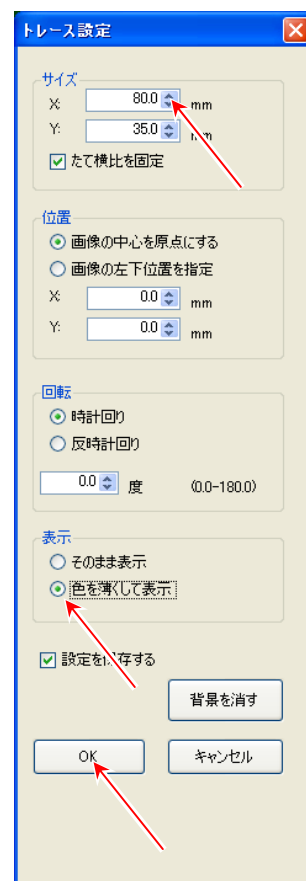 トレース設定
サイズ
X: 80.0 mm
Y: 35.0 mm
たて横比を固定
位置
画像の中心を原点にする
画像の左下位置を指定
X: 0.0 mm
Y: 0.0 mm
回転
時計回り
反時計回り
0.0 度 (0.0-180.0)
表示
そのまま表示
色を薄くして表示
設定を保存する
背景を消す
OK キャンセル